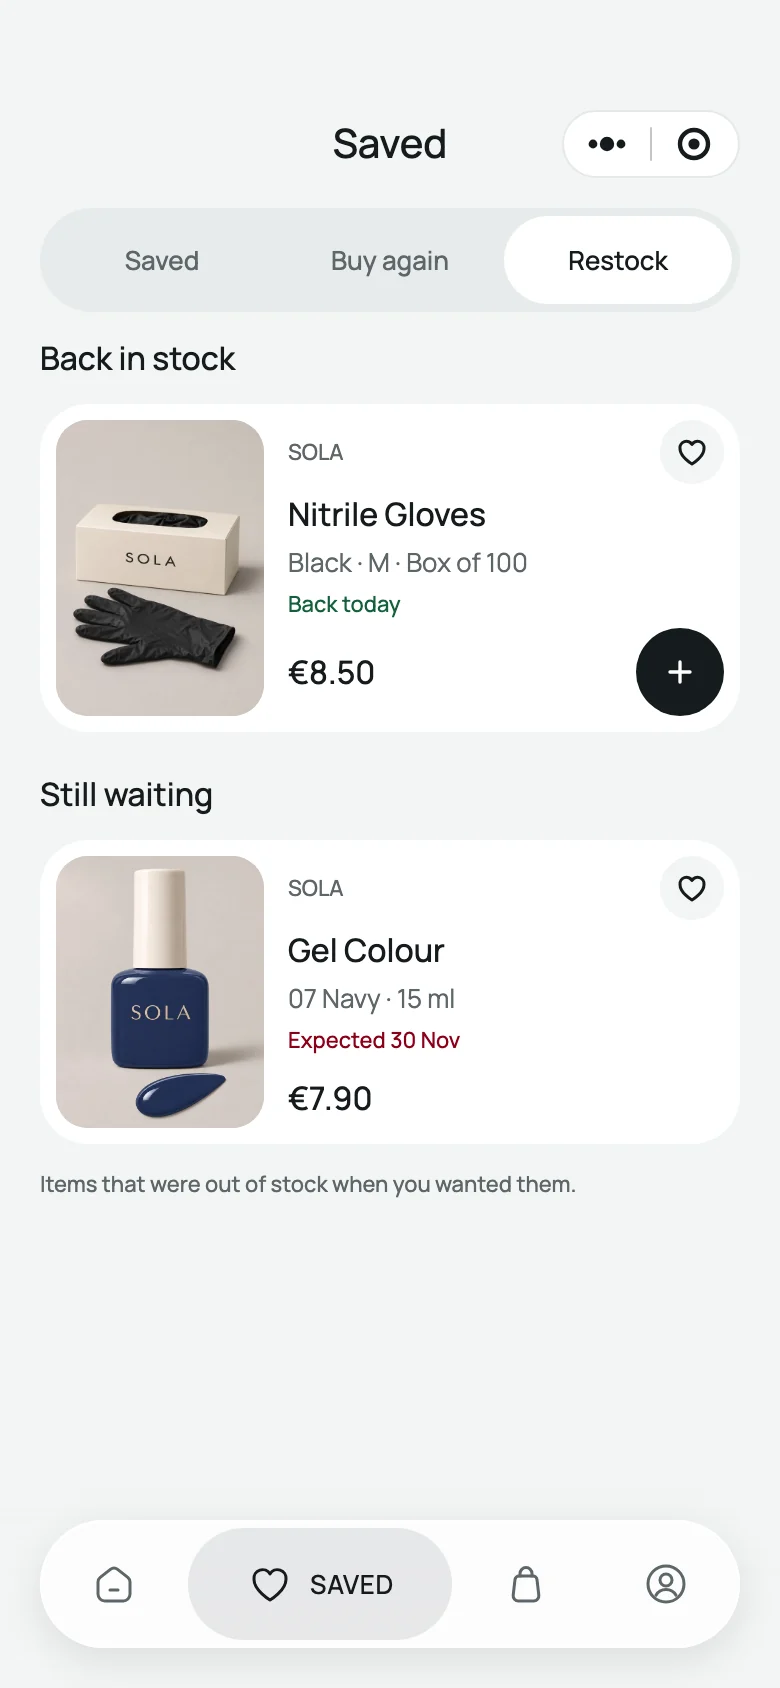 Saved
Saved
Buy again
Restock
Back in stock
SOLA
SOLA
Nitrile Gloves
Black · M · Box of 100
Back today
€8.50
Still waiting
SOLA
SOLA
Gel Colour
07 Navy · 15 ml
Expected 30 Nov
€7.90
Items that were out of stock when you wanted them.
SAVED